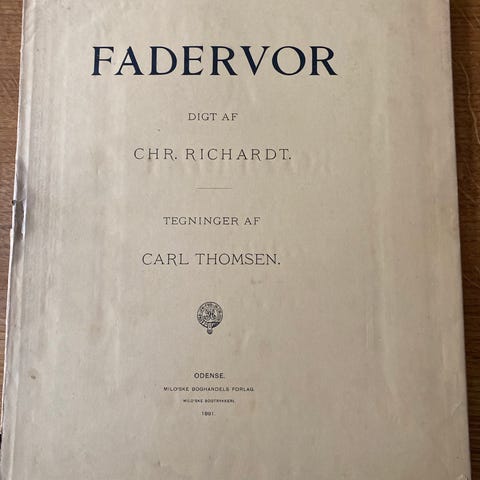 FADERVOR
DIGT AF
CHR. RICHARDT.
TEGNINGER AF
CARL THOMSEN.
ODENSE.
MILO'SKE BOGHANDELS FORLAG.
MILO'SKE BOGTRYKKERI.
1891.